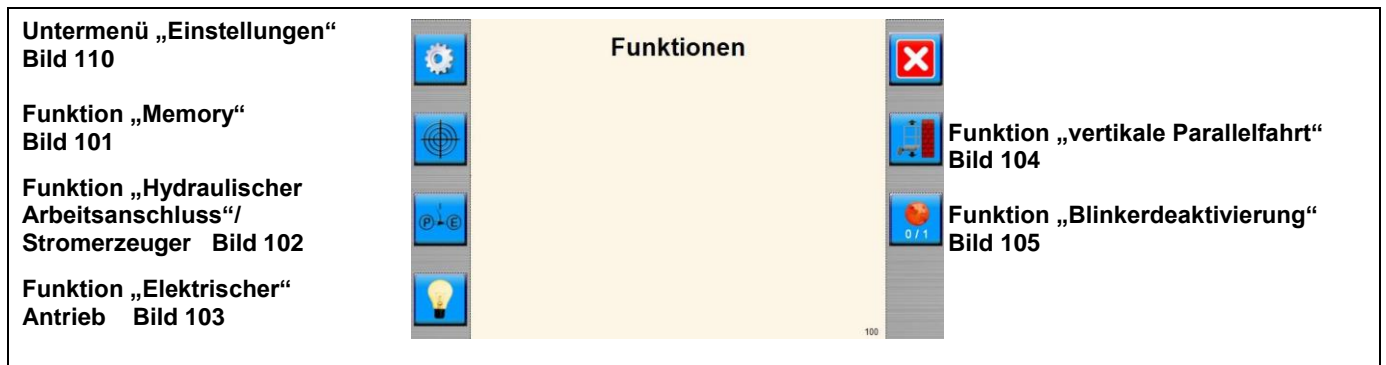 Untermenü „Einstellungen“
Bild 110
Funktion „Memory“
Bild 101
Funktion „Hydraulischer
Arbeitsanschluss“/
Stromerzeuger Bild 102
Funktion „Elektrischer“
Antrieb Bild 103
Funktionen
P E
0 / 1
100
Funktion „vertikale Parallelfahrt“
Bild 104
Funktion „Blinkerdeaktivierung“
Bild 105